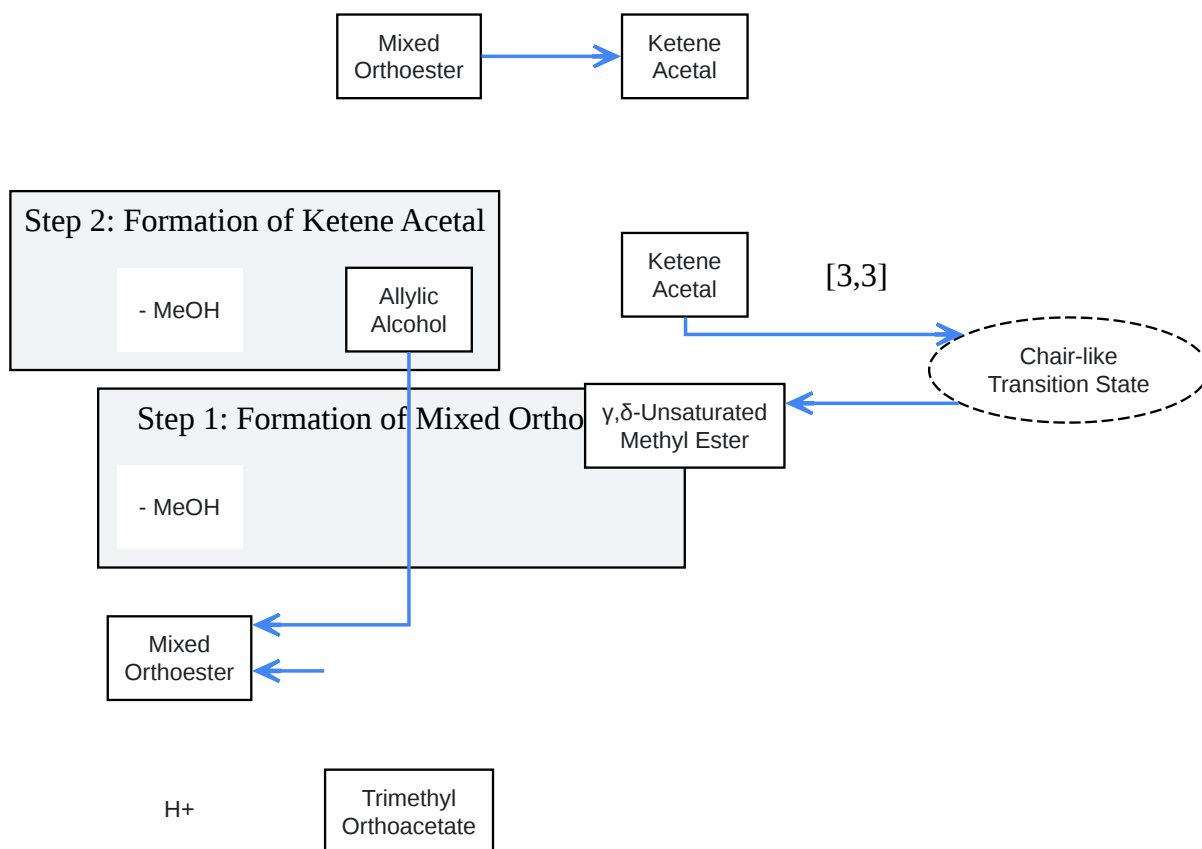 Mixed
Orthoester
Ketene
Acetal
Step 2: Formation of Ketene Acetal
- MeOH
Allylic
Alcohol
Ketene
Acetal
[3,3]
Chair-like
Transition State
Step 1: Formation of Mixed Ortho
γ,δ-Unsaturated
Methyl Ester
- MeOH
Mixed
Orthoester
H+
Trimethyl
Orthoacetate